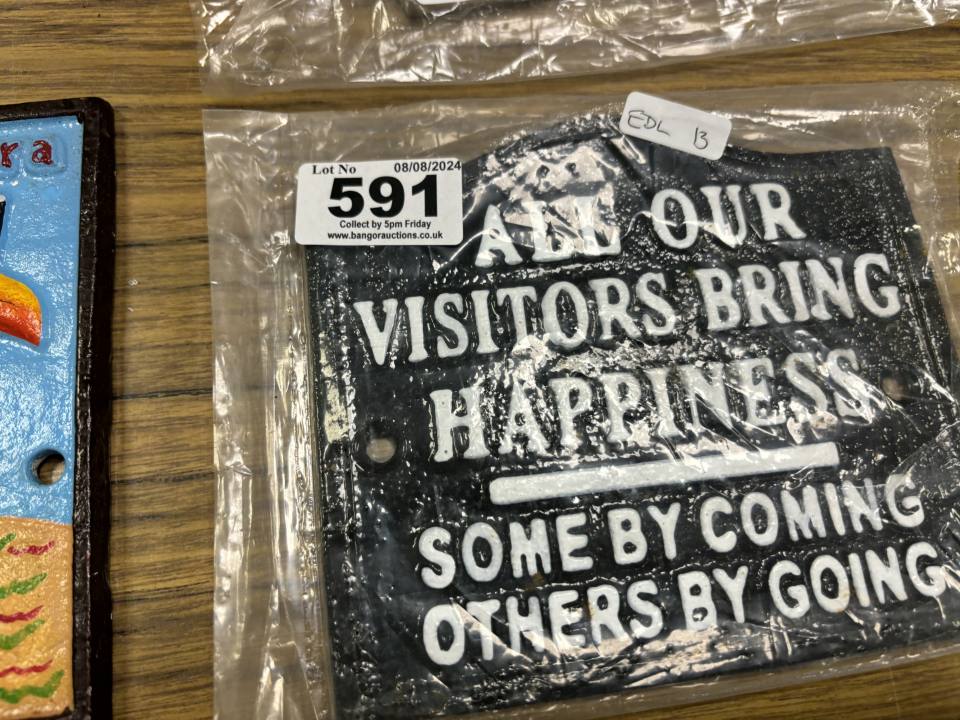 ra
EDL 13
Lot No 08/08/2024
591
Collect by 5pm Friday
www.bangorauctions.co.uk
ALL OUR
VISITORS BRING
HAPPINESS
SOME BY COMING
OTHERS BY GOING